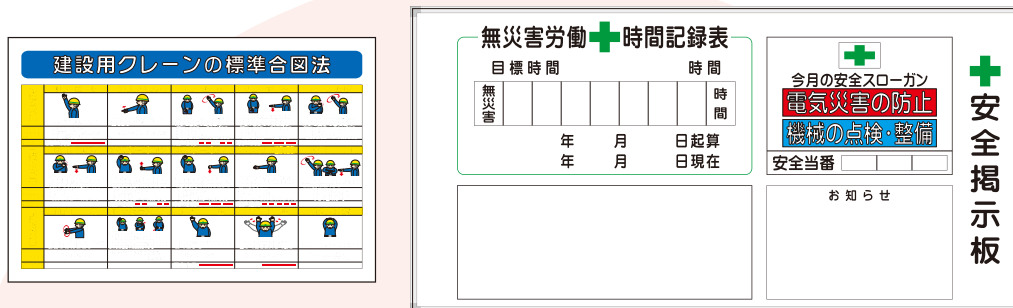 建設用クレーンの標準合図法
無災害労働時間記録表
目標時間 時間
無災害 時間
年 月 日起算
年 月 日現在
今月の安全スローガン
電気災害の防止
機械の点検・整備
安全当番
お知らせ
安全掲示板